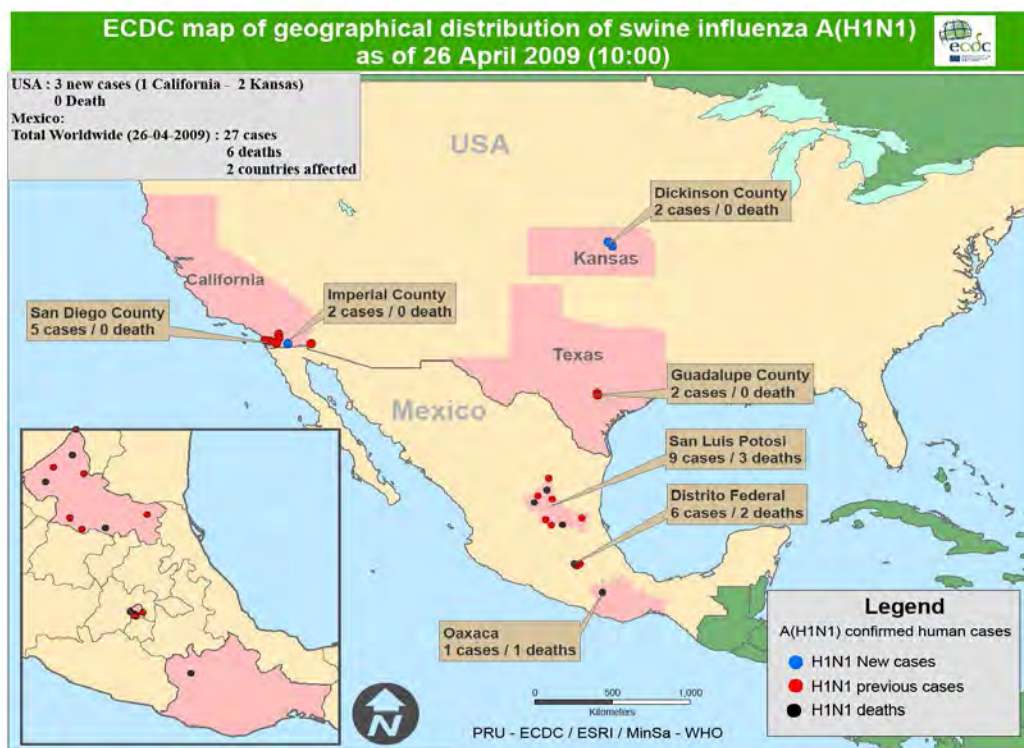 ECDC map of geographical distribution of swine influenza A(H1N1)
as of 26 April 2009 (10:00)
ecdc
USA : 3 new cases (1 California - 2 Kansas)
0 Death
Mexico:
Total Worldwide (26-04-2009) : 27 cases
6 deaths
2 countries affected
USA
Dickinson County
2 cases / 0 death
Kansas
California
Imperial County
2 cases / 0 death
San Diego County
5 cases / 0 death
Texas
Guadalupe County
2 cases / 0 death
Mexico
San Luis Potosi
9 cases / 3 deaths
Distrito Federal
6 cases / 2 deaths
Oaxaca
1 cases / 1 deaths
Legend
A(H1N1) confirmed human cases
H1N1 New cases
H1N1 previous cases
H1N1 deaths
N
0 500 1,000
Kilometers
PRU - ECDC / ESRI / MinSa - WHO